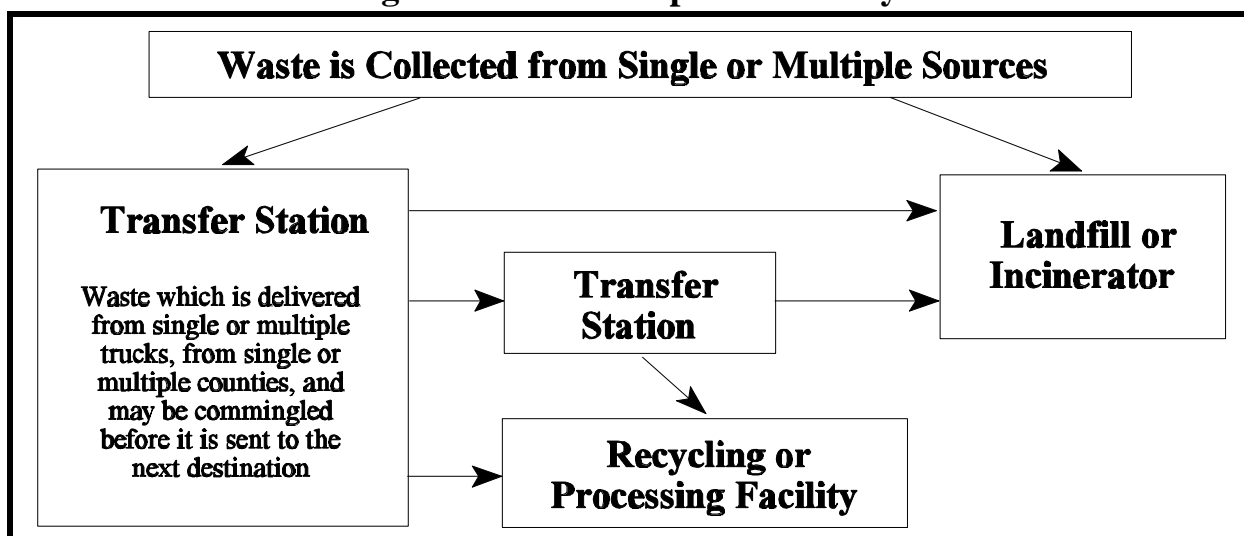 Waste is Collected from Single or Multiple Sources
Transfer Station
Waste which is delivered
from single or multiple
trucks, from single or
multiple counties, and
may be commingled
before it is sent to the
next destination
Transfer
Station
Landfill or
Incinerator
Recycling or
Processing Facility